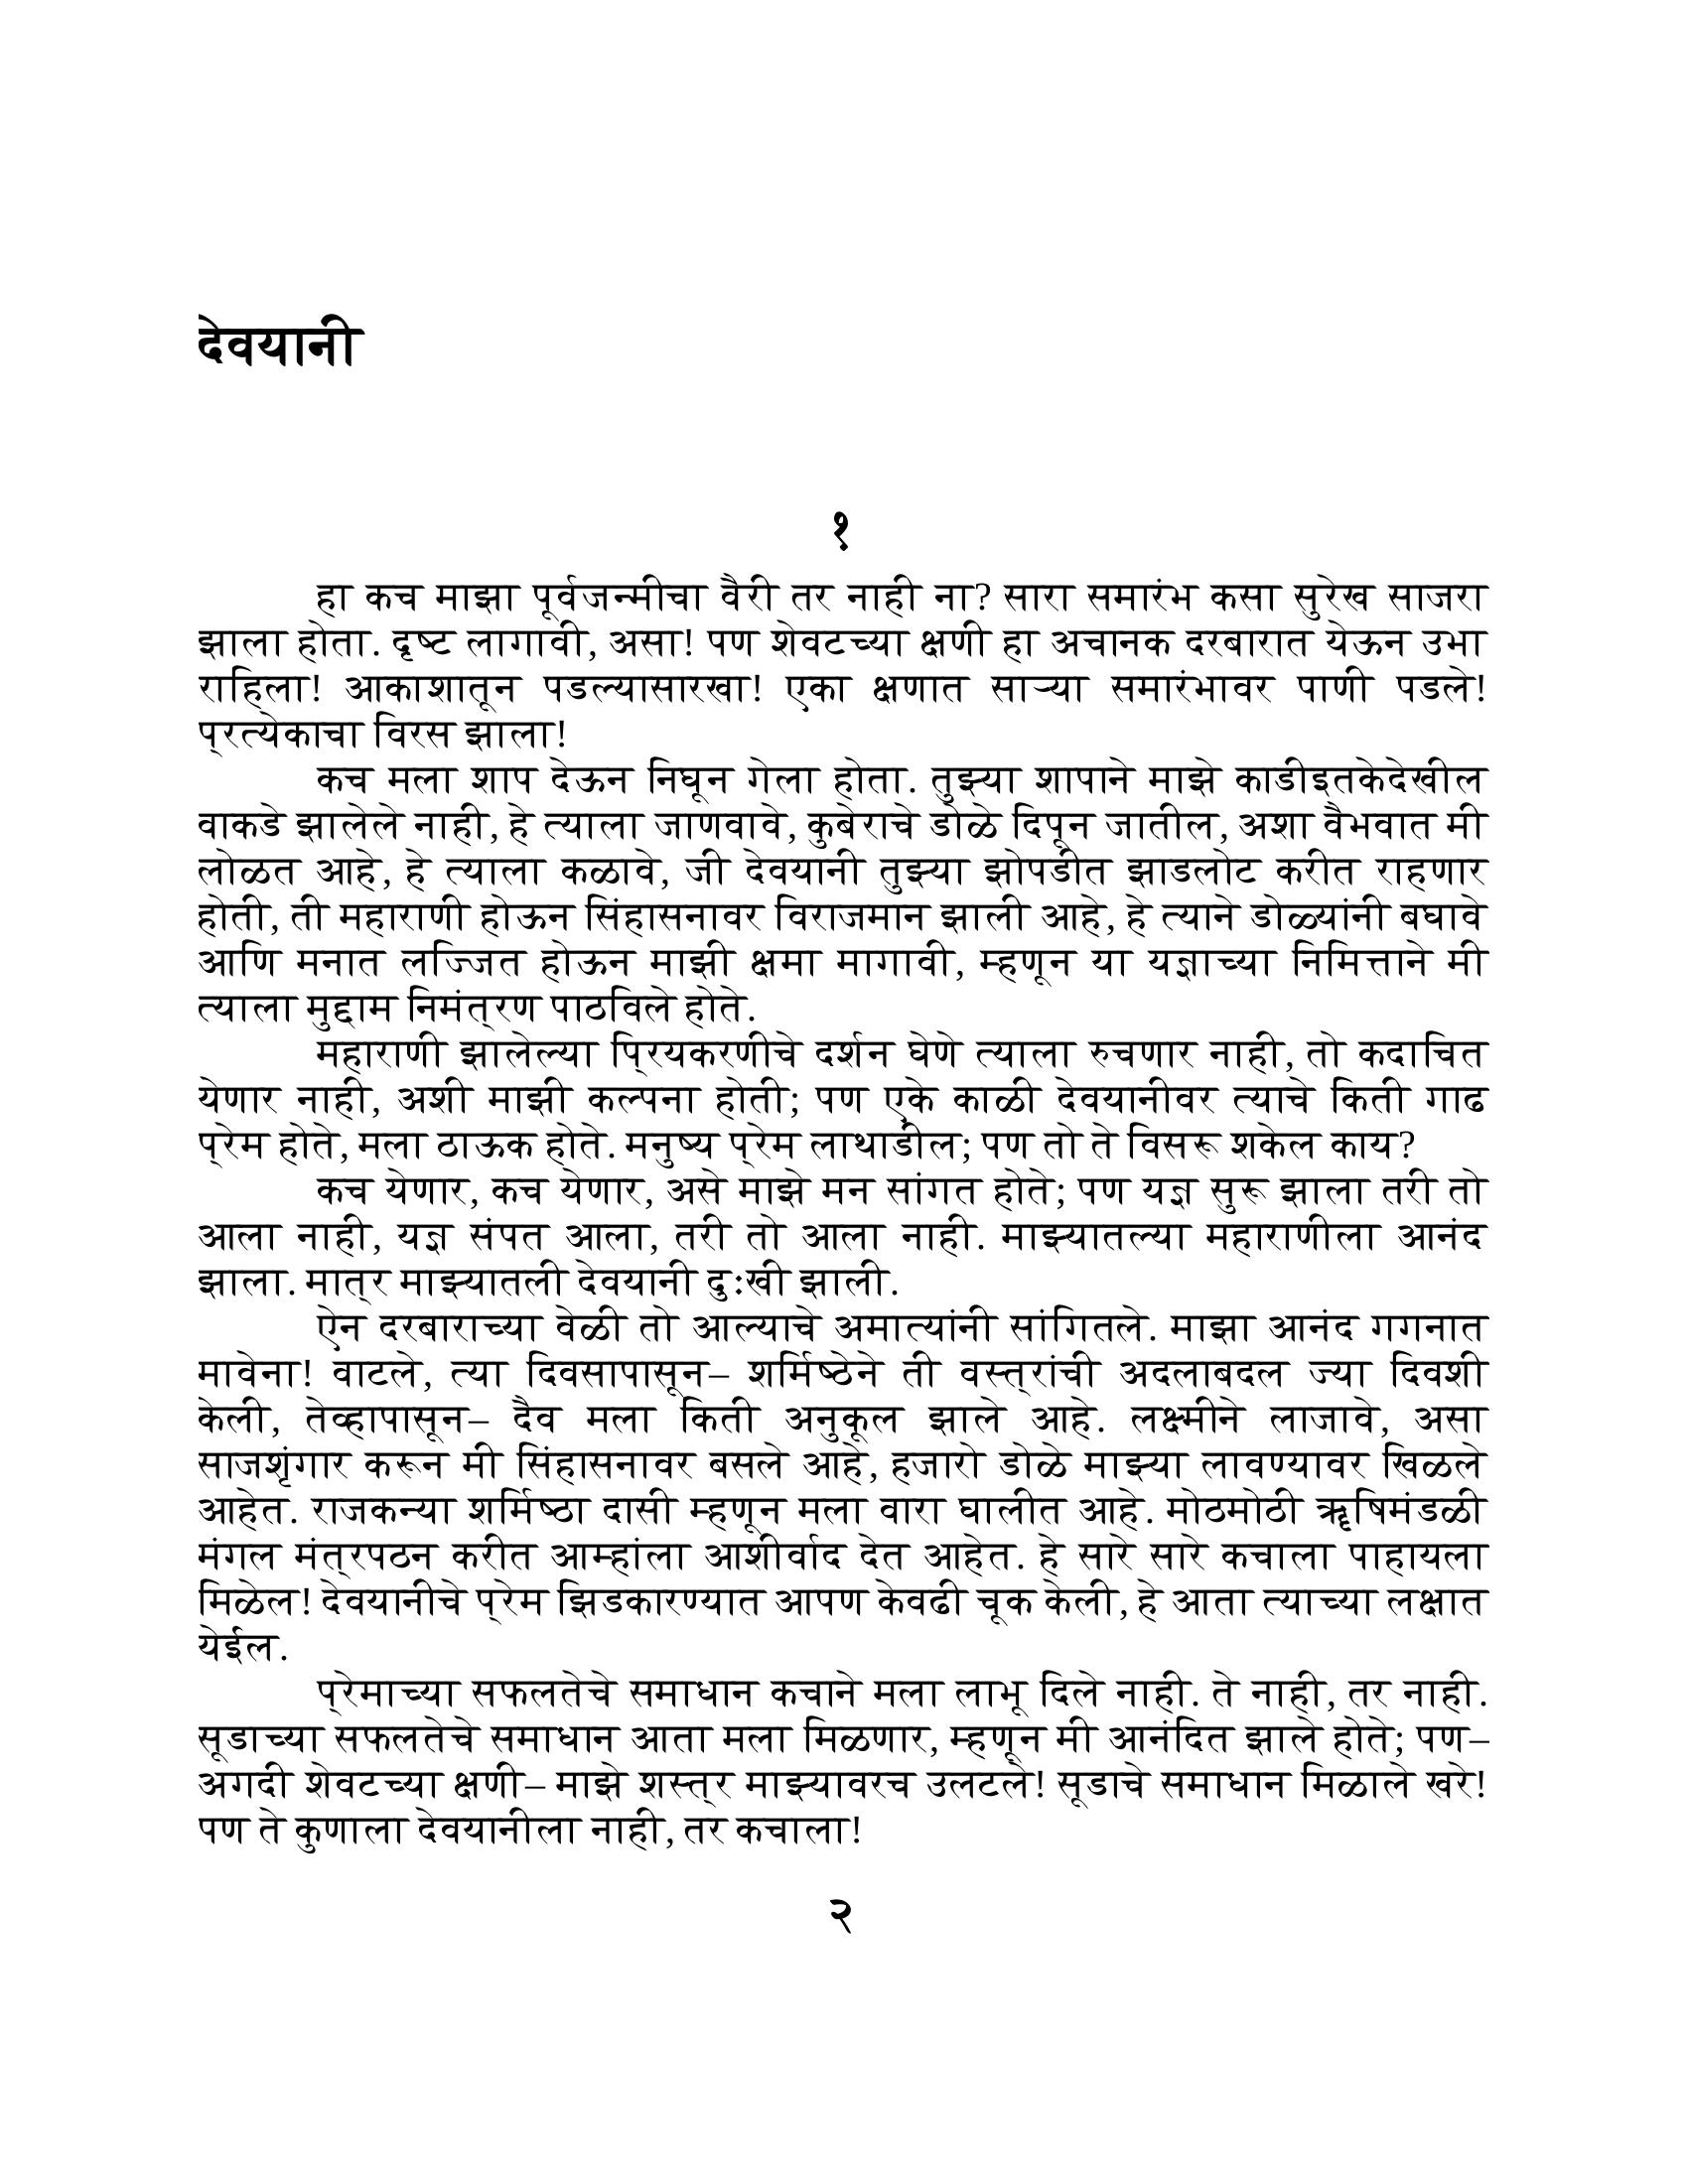 देवयानी
१
हा कच माझा पूर्वजन्मीचा वैरी तर नाही ना? सारा समारंभ कसा सुरेख साजरा
झाला होता. दृष्ट लागावी, असा! पण शेवटच्या क्षणी हा अचानक दरबारात येऊन उभा
राहिला! आकाशातून पडल्यासारखा! एका क्षणात साऱ्या समारंभावर पाणी पडले!
प्रत्येकाचा विरस झाला!
कच मला शाप देऊन निघून गेला होता. तुझ्या शापाने माझे काडीइतकेदेखील
वाकडे झालेले नाही, हे त्याला जाणवावे, कुबेराचे डोळे दिपून जातील, अशा वैभवात मी
लोळत आहे, हे त्याला कळावे, जी देवयानी तुझ्या झोपडीत झाडलोट करीत राहणार
होती, ती महाराणी होऊन सिंहासनावर विराजमान झाली आहे, हे त्याने डोळ्यांनी बघावे
आणि मनात लज्जित होऊन माझी क्षमा मागावी, म्हणून या यज्ञाच्या निमित्ताने मी
त्याला मुद्दाम निमंत्रण पाठविले होते.
महाराणी झालेल्या प्रियकरणीचे दर्शन घेणे त्याला रुचणार नाही, तो कदाचित
येणार नाही, अशी माझी कल्पना होती; पण एके काळी देवयानीवर त्याचे किती गाढ
प्रेम होते, मला ठाऊक होते. मनुष्य प्रेम लाथाडील; पण तो ते विसरू शकेल काय?
कच येणार, कच येणार, असे माझे मन सांगत होते; पण यज्ञ सुरू झाला तरी तो
आला नाही, यज्ञ संपत आला, तरी तो आला नाही. माझ्यातल्या महाराणीला आनंद
झाला. मात्र माझ्यातली देवयानी दुःखी झाली.
ऐन दरबाराच्या वेळी तो आल्याचे अमात्यांनी सांगितले. माझा आनंद गगनात
मावेना! वाटले, त्या दिवसापासून– शर्मिष्ठेने ती वस्त्रांची अदलाबदल ज्या दिवशी
केली, तेव्हापासून– दैव मला किती अनुकूल झाले आहे. लक्ष्मीने लाजावे, असा
साजशृंगार करून मी सिंहासनावर बसले आहे, हजारो डोळे माझ्या लावण्यावर खिळले
आहेत. राजकन्या शर्मिष्ठा दासी म्हणून मला वारा घालीत आहे. मोठमोठी ॠषिमंडळी
मंगल मंत्रपठन करीत आम्हांला आशीर्वाद देत आहेत. हे सारे सारे कचाला पाहायला
मिळेल! देवयानीचे प्रेम झिडकारण्यात आपण केवढी चूक केली, हे आता त्याच्या लक्षात
येईल.
प्रेमाच्या सफलतेचे समाधान कचाने मला लाभू दिले नाही. ते नाही, तर नाही.
सूडाच्या सफलतेचे समाधान आता मला मिळणार, म्हणून मी आनंदित झाले होते; पण–
अगदी शेवटच्या क्षणी– माझे शस्त्र माझ्यावरच उलटले! सूडाचे समाधान मिळाले खरे!
पण ते कुणाला देवयानीला नाही, तर कचाला!
२